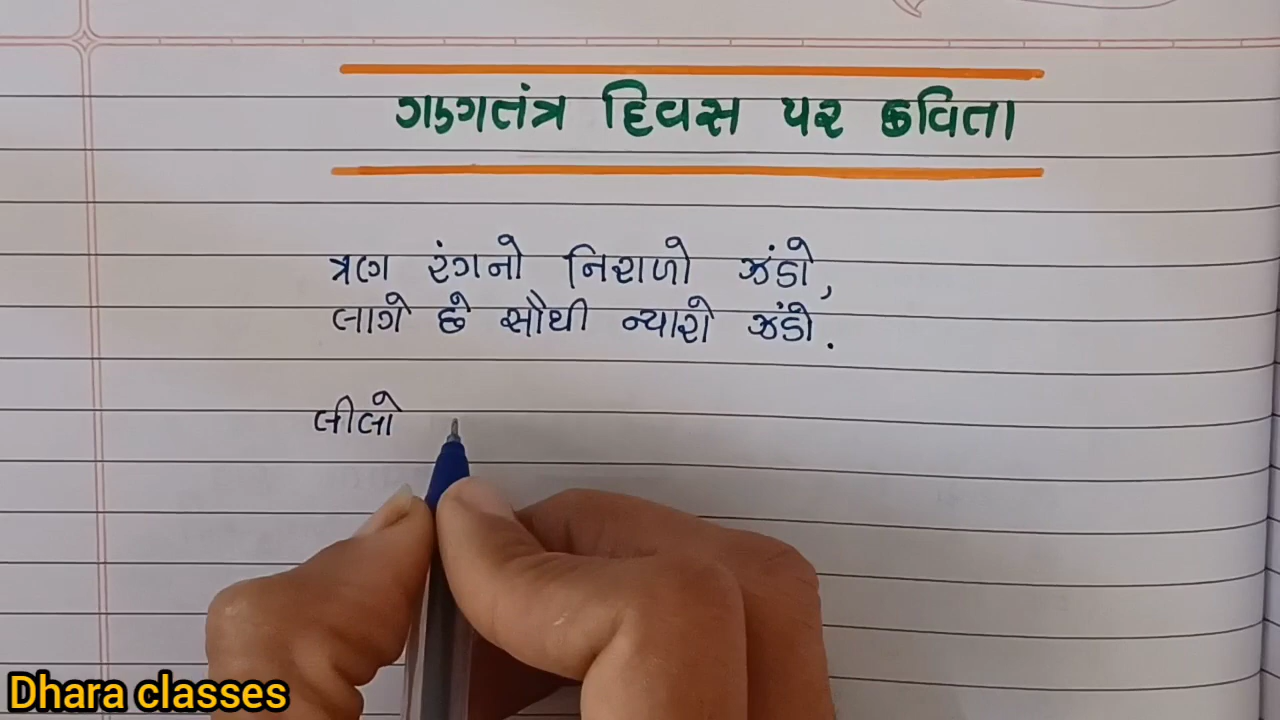 ગણતંત્ર દિવસ પર કવિતા
ત્રણ રંગનો નિરાળો ઝંડો,
લાગે છે સૌથી ન્યારો ઝંડો.
લીલો
Dhara classes